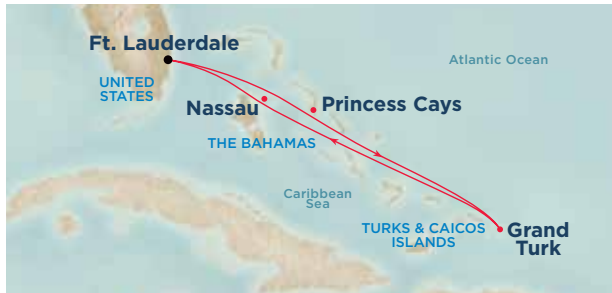 Ft. Lauderdale
Atlantic Ocean
UNITED
STATES
Nassau
Princess Cays
THE BAHAMAS
Caribbean
Sea
TURKS & CAICOS
ISLANDS
Grand
Turk